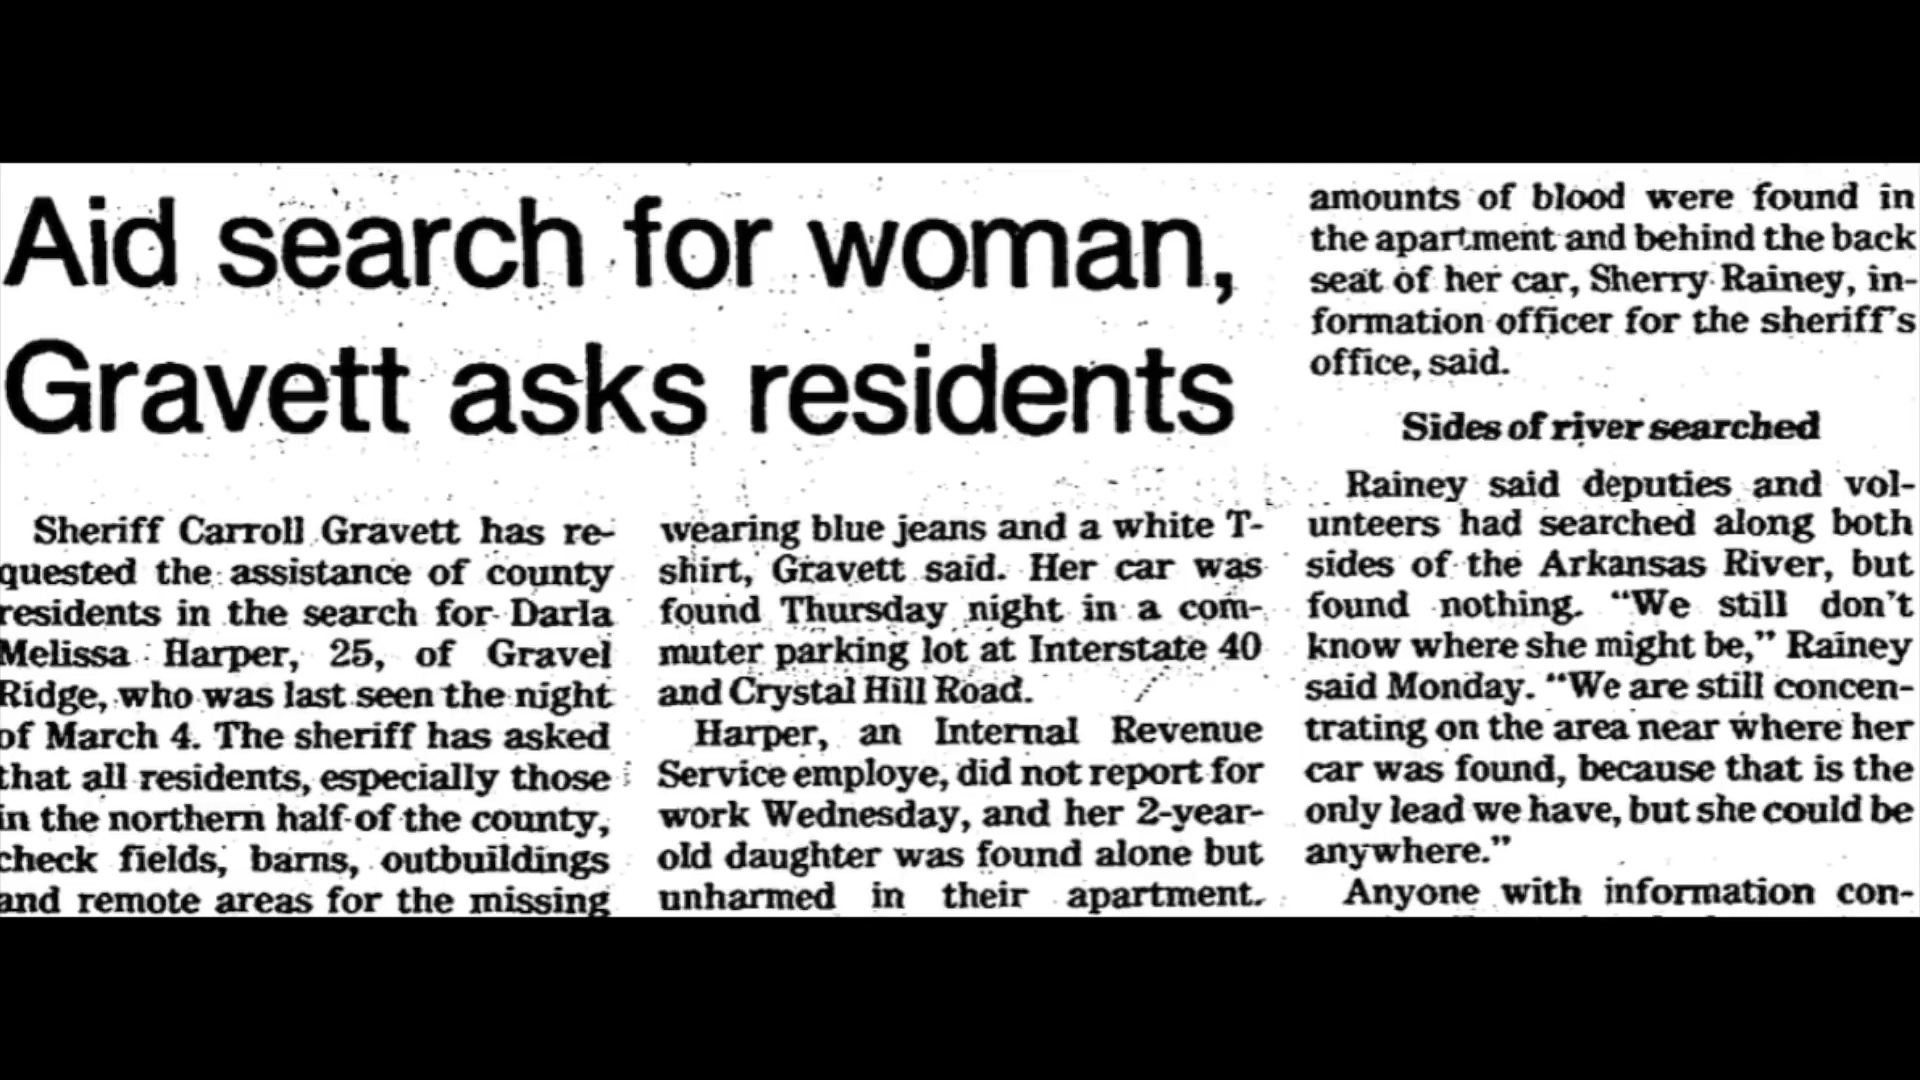 Aid search for woman,
Gravett asks residents
Sheriff Carroll Gravett has re-
quested the assistance of county
residents in the search for Darla
Melissa Harper, 25, of Gravel
Ridge, who was last seen the night
of March 4. The sheriff has asked
that all residents, especially those
in the northern half of the county,
check fields, barns, outbuildings
and remote areas for the missing
wearing blue jeans and a white T-
shirt, Gravett said. Her car was
found Thursday night in a com-
muter parking lot at Interstate 40
and Crystal Hill Road.
Harper, an Internal Revenue
Service employe, did not report for
work Wednesday, and her 2-year-
old daughter was found alone but
unharmed in their apartment.
amounts of blood were found in
the apartment and behind the back
seat of her car, Sherry Rainey, in-
formation officer for the sheriff's
office, said.
Sides of river searched
Rainey said deputies and vol-
unteers had searched along both
sides of the Arkansas River, but
found nothing. “We still don't
know where she might be,” Rainey
said Monday. “We are still concen-
trating on the area near where her
car was found, because that is the
only lead we have, but she could be
anywhere.”
Anyone with information con-